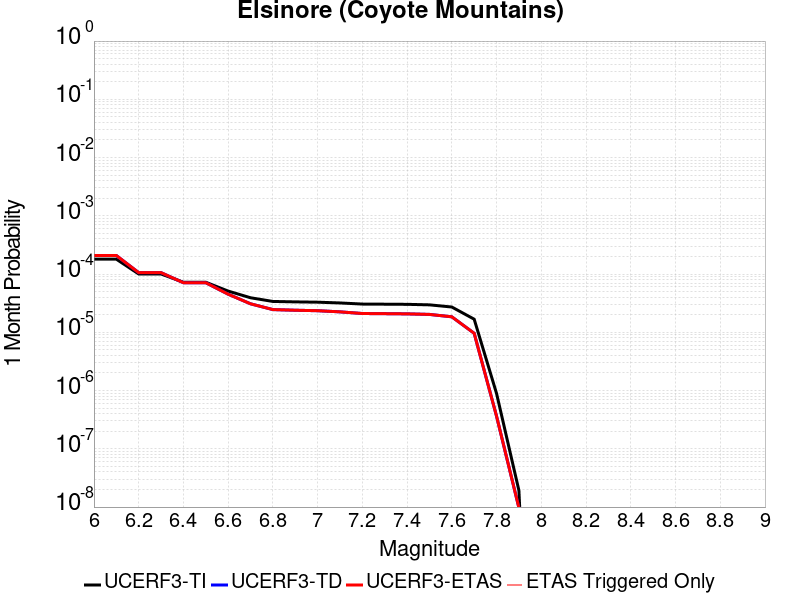 Elsinore (Coyote Mountains)
10^0
10^-1
10^-2
10^-3
10^-4
10^-5
10^-6
10^-7
10^-8
1 Month Probability
6 6.2 6.4 6.6 6.8 7 7.2 7.4 7.6 7.8 8 8.2 8.4 8.6 8.8 9
Magnitude
UCERF3-TI UCERF3-TD UCERF3-ETAS ETAS Triggered Only